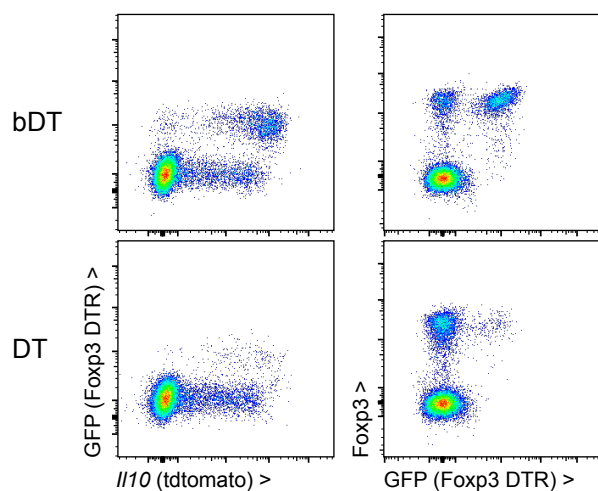 bDT
DT
GFP (Foxp3 DTR) >
Il10 (tdtomato) >
Foxp3 >
GFP (Foxp3 DTR) >